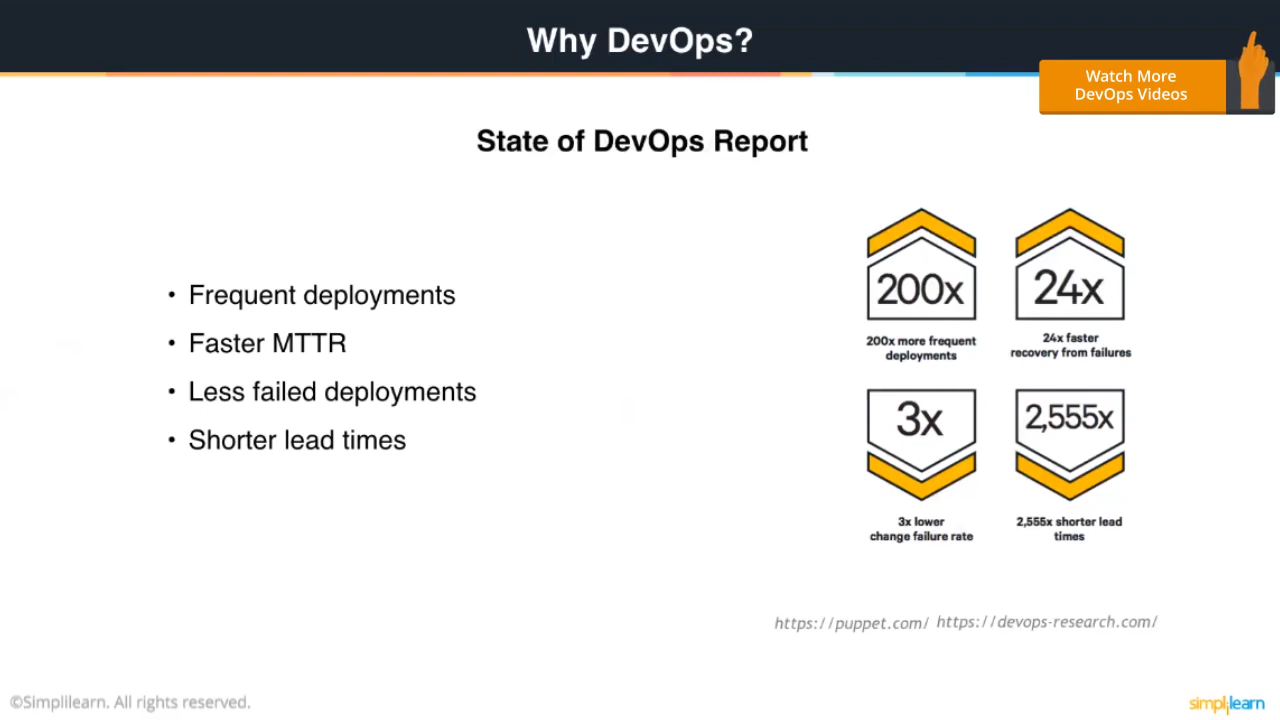 Why DevOps?
Watch More
DevOps Videos
State of DevOps Report
• Frequent deployments
• Faster MTTR
• Less failed deployments
• Shorter lead times
200x
200x more frequent
deployments
24x
24x faster
recovery from failures
3x
3x lower
change failure rate
2,555x
2,555x shorter lead
times
https://puppet.com/ https://devops-research.com/
©Simplilearn. All rights reserved.
simplilearn